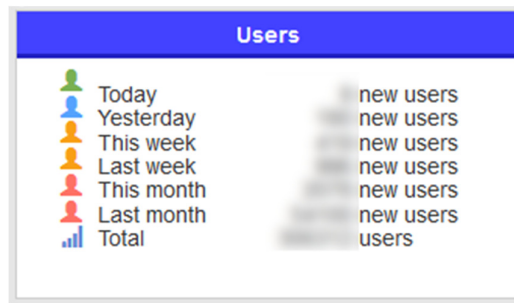 Users
Today new users
Yesterday new users
This week new users
Last week new users
This month new users
Last month new users
Total users